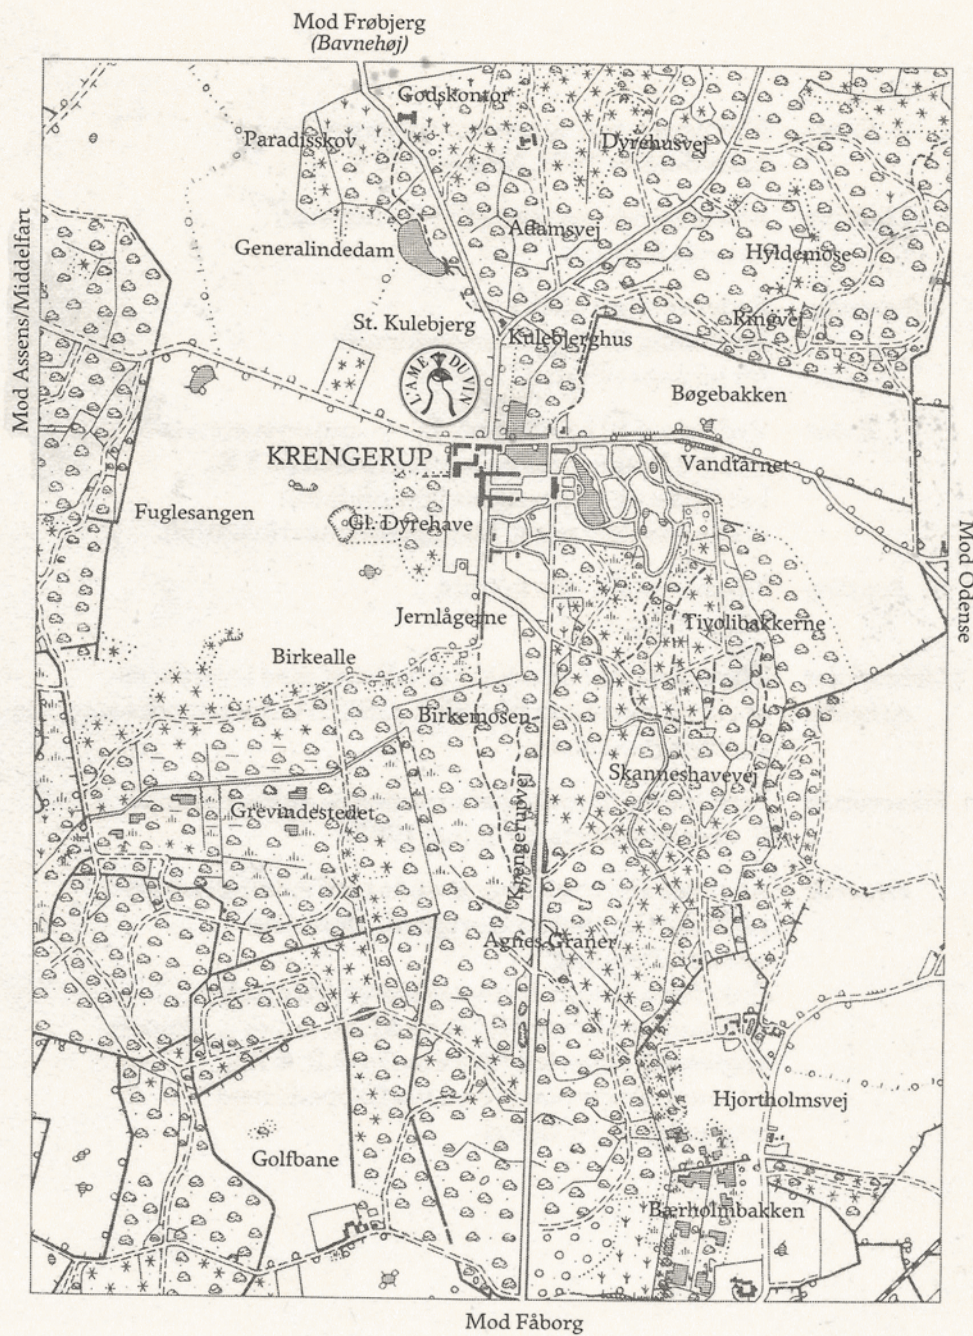 Mod Frøbjerg
(Bavnehøj)
Godskontor
Paradisskov
Dyrehusvej
Adamsvej
Generalindedam
Hyldemose
Mod Assens/Middelfart
St. Kulebjerg
Ringvej
Kulebjerghus
L'AME DU VIN
Bøgebakken
KRENGERUP
Vandtårnet
Fuglesangen
Gl. Dyrehave
Mod Odense
Jernlågerne
Tivolibakkerne
Birkealle
Birkemosen
Skanneshavevej
Krengerupvej
Grevindestedet
Agnes Graner
Hjortholmsvej
Golfbane
Bærholmbakken
Mod Fåborg